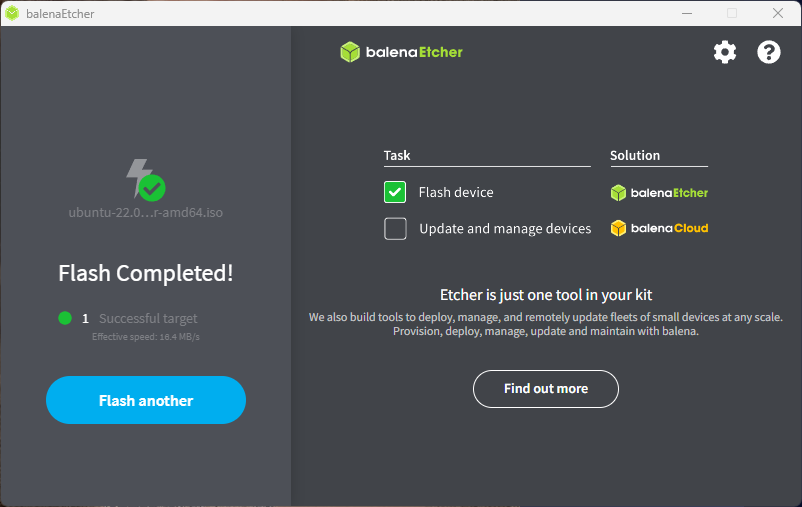 balenaEtcher
balenaEtcher
ubuntu-22.0...r-amd64.iso
Flash Completed!
1 Successful target
Effective speed: 18.4 MB/s
Flash another
Task Solution
Flash device balenaEtcher
Update and manage devices balenaCloud
Etcher is just one tool in your kit
We also build tools to deploy, manage, and remotely update fleets of small devices at any scale.
Provision, deploy, manage, update and maintain with balena.
Find out more